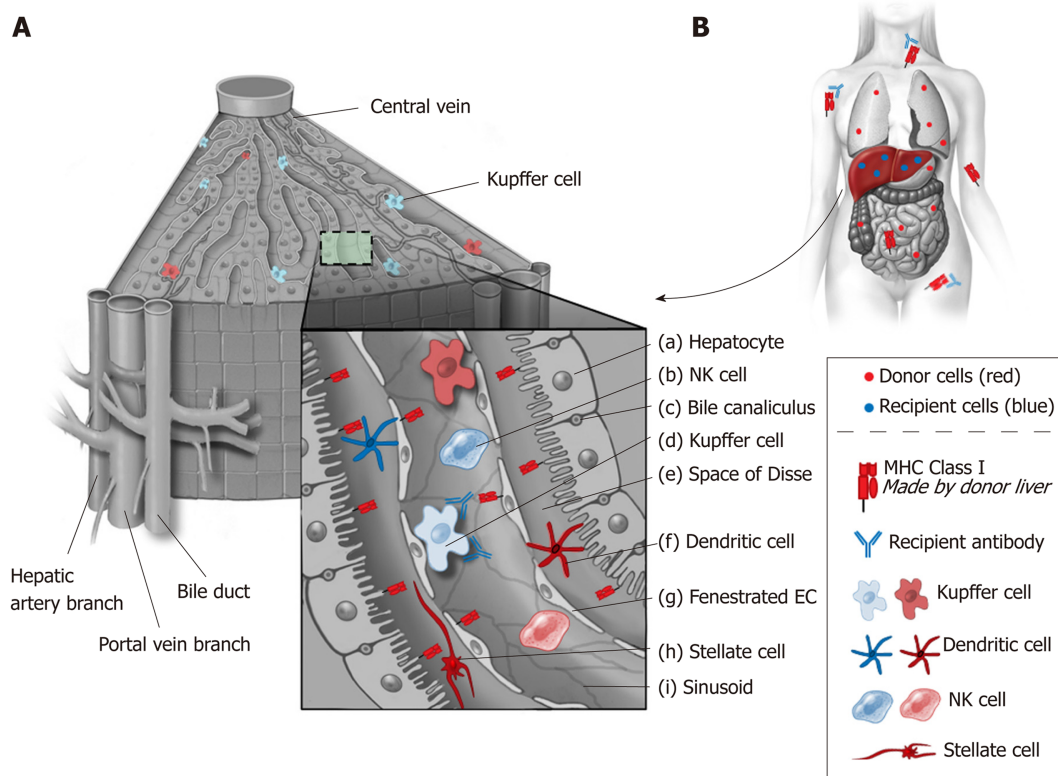 A
B
Central vein
Kupffer cell
Hepatic
artery branch
Bile duct
Portal vein branch
(a) Hepatocyte
(b) NK cell
(c) Bile canaliculus
(d) Kupffer cell
(e) Space of Disse
(f) Dendritic cell
(g) Fenestrated EC
(h) Stellate cell
(i) Sinusoid
Donor cells (red)
Recipient cells (blue)
MHC Class I
Made by donor liver
Recipient antibody
Kupffer cell
Dendritic cell
NK cell
Stellate cell